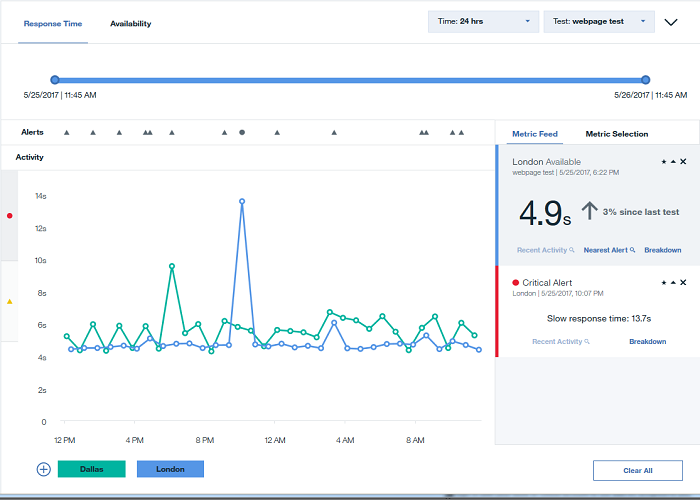 Response Time
Availability
Time: 24 hrs
Test: webpage test
5/25/2017 | 11:45 AM
5/26/2017 | 11:45 AM
Alerts
Activity
14s
12s
10s
8s
6s
4s
2s
0
12 PM
4 PM
8 PM
12 AM
4 AM
8 AM
Dallas
London
Metric Feed
Metric Selection
London Available
webpage test | 5/25/2017, 6:22 PM
4.9s
3% since last test
Recent Activity
Nearest Alert
Breakdown
Critical Alert
London | 5/25/2017, 10:07 PM
Slow response time: 13.7s
Recent Activity
Breakdown
Clear All